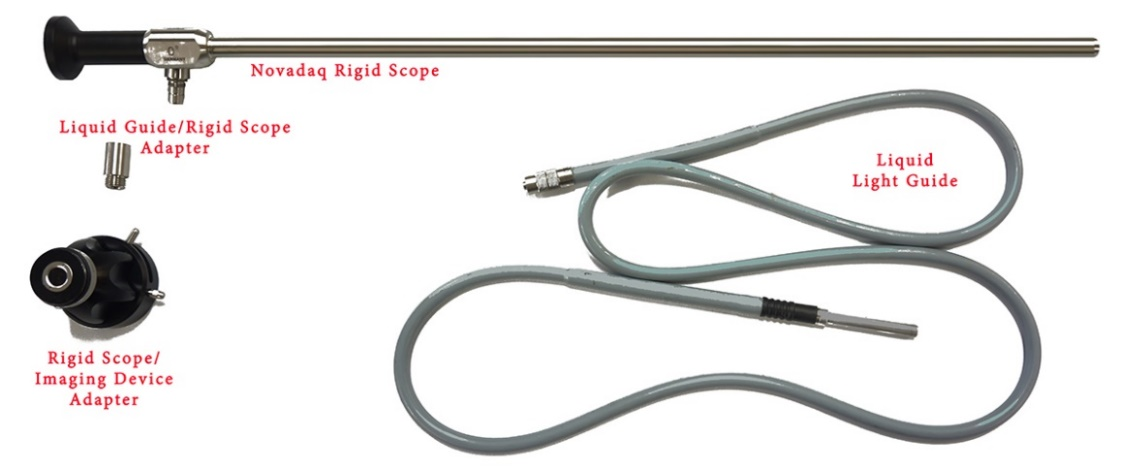 Novadaq Rigid Scope
Liquid Guide/Rigid Scope
Adapter
Liquid
Light Guide
Rigid Scope/
Imaging Device
Adapter